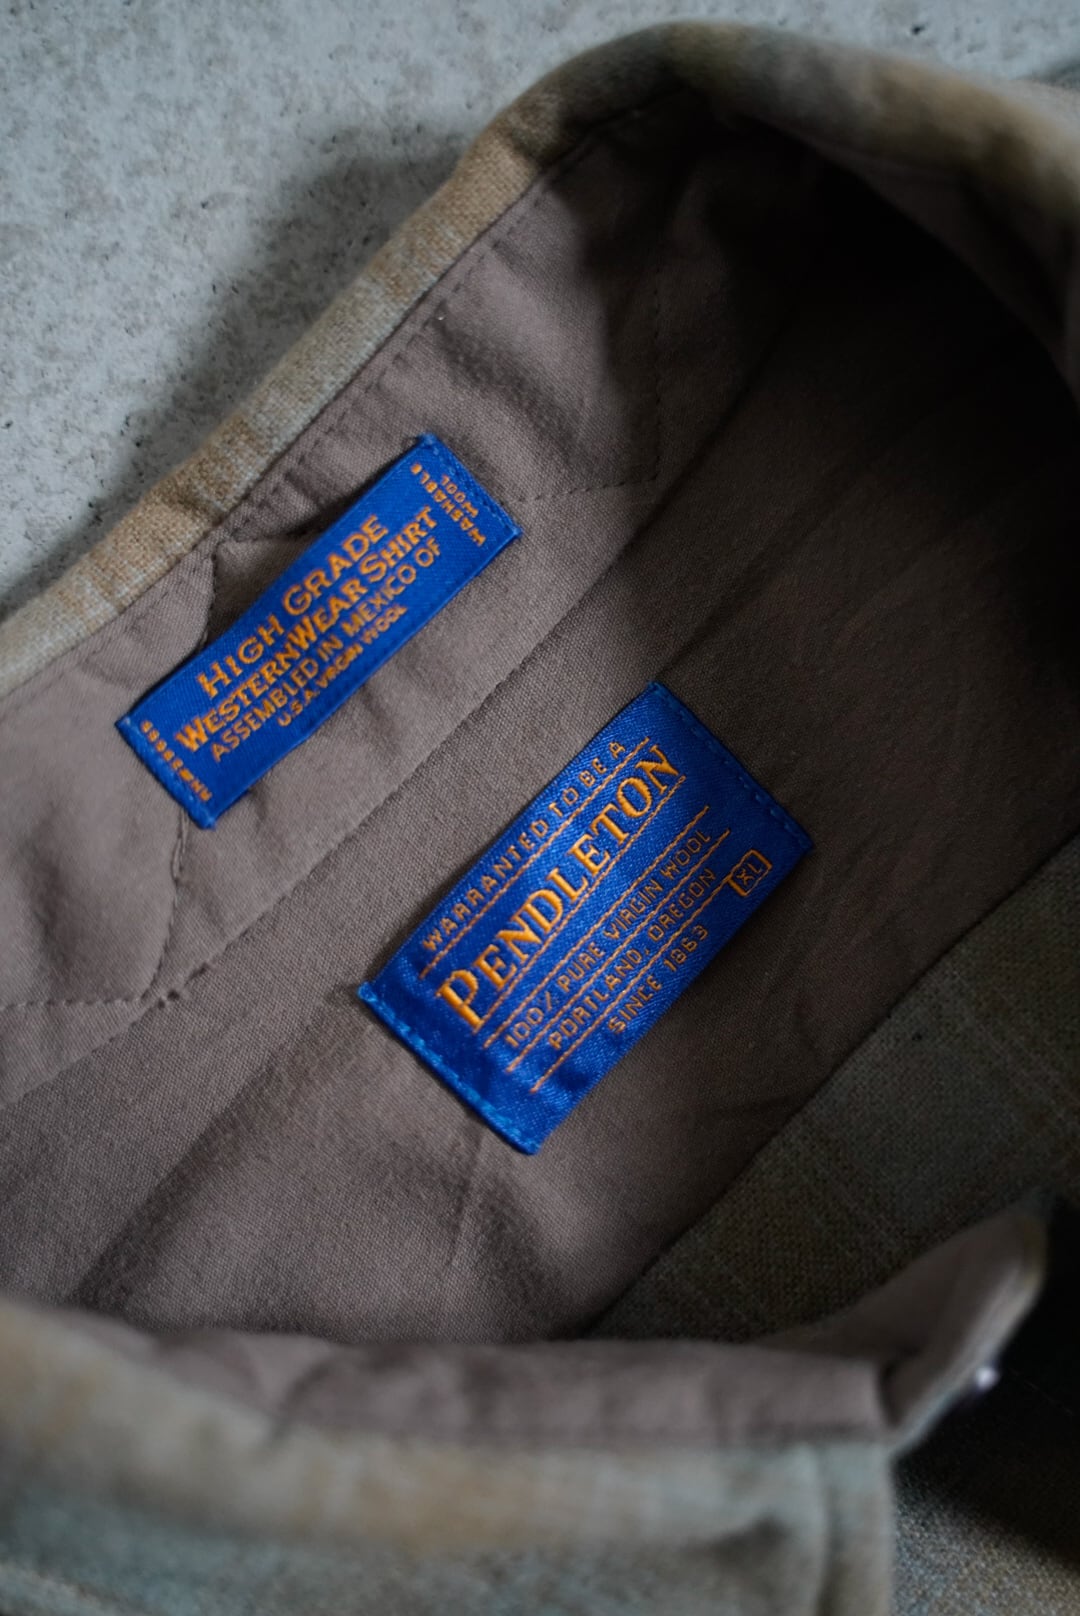 HIGH GRADE
WESTERNWEAR SHIRT
ASSEMBLED IN MEXICO OF
U.S.A. VIRGIN WOOL
WASHABLE
WOOL
WARRANTED TO BE A
PENDLETON
100% PURE VIRGIN WOOL
PORTLAND, OREGON
SINCE 1863
XL